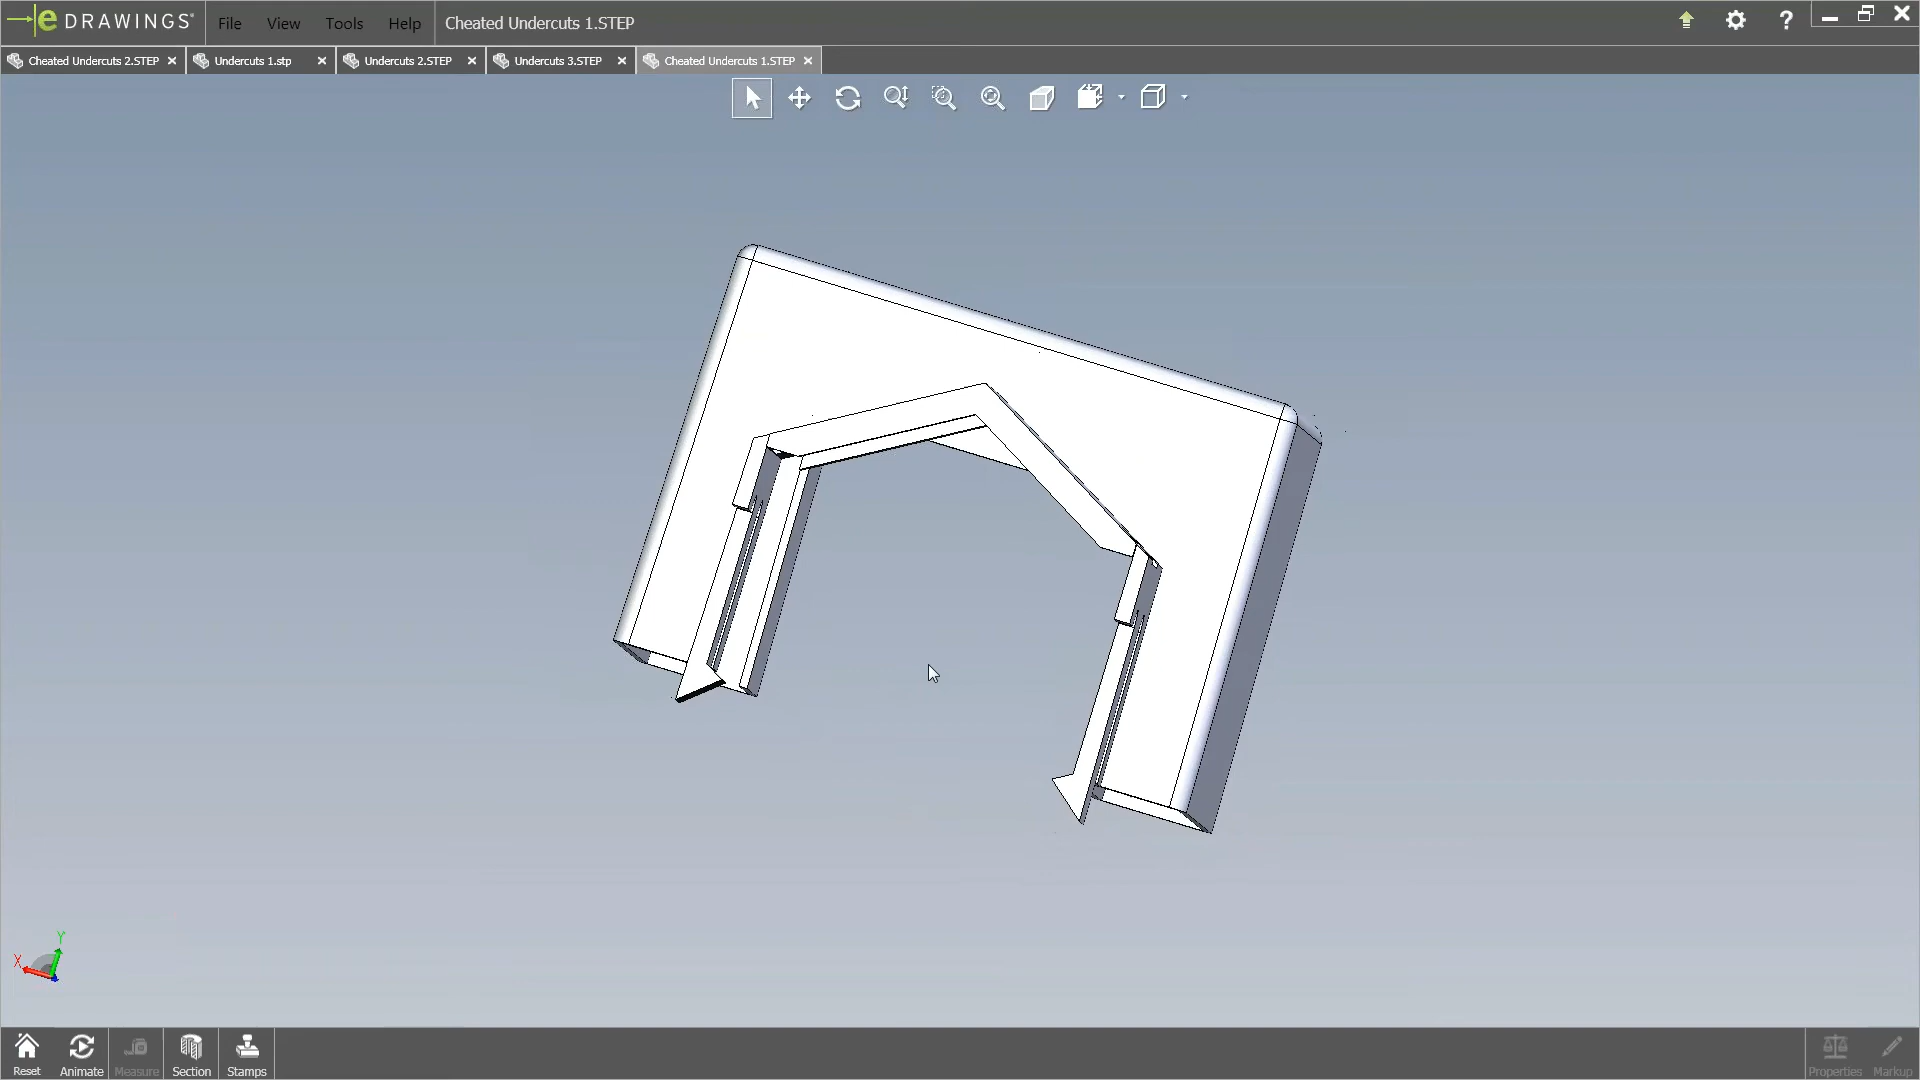 eDRAWINGS® File View Tools Help Cheated Undercuts 1.STEP
Cheated Undercuts 2.STEP Undercuts 1.stp Undercuts 2.STEP Undercuts 3.STEP Cheated Undercuts 1.STEP
Y
X
Reset Animate Measure Section Stamps Properties Markup